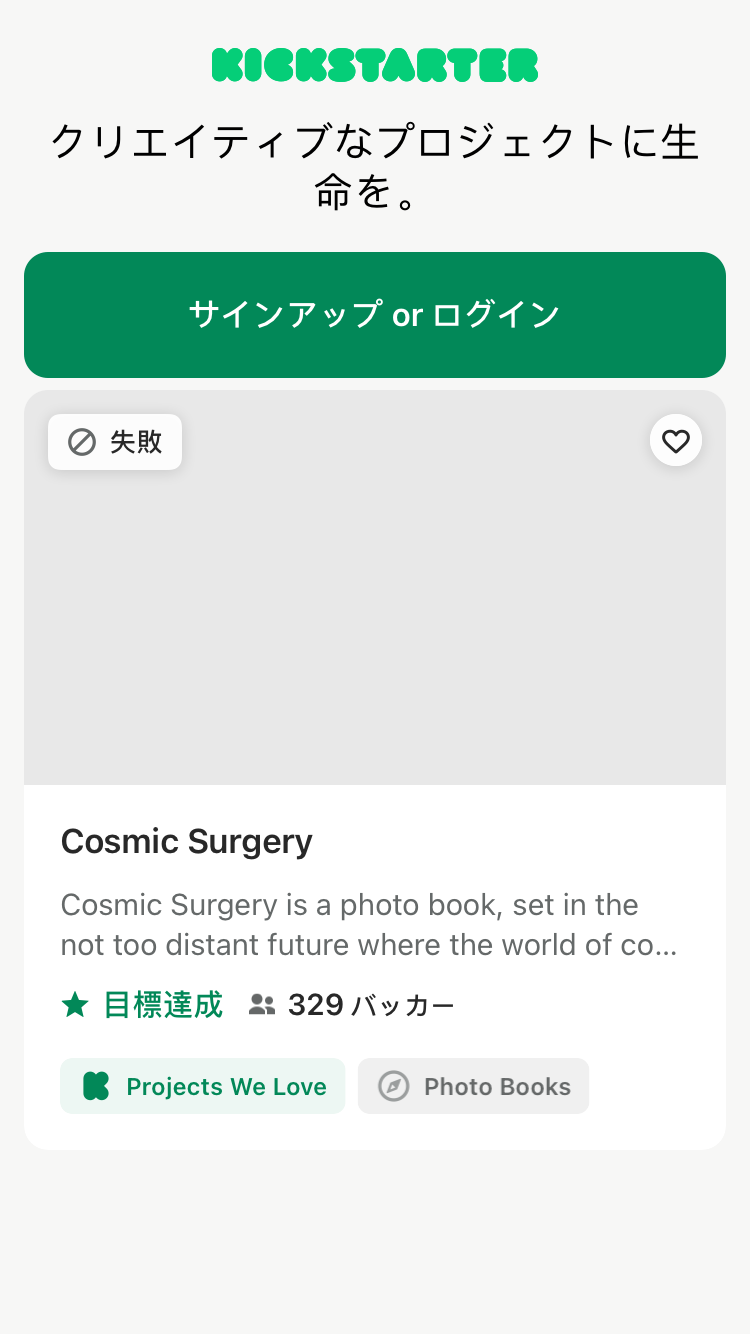 KICKSTARTER
クリエイティブなプロジェクトに生
命を。
サインアップ or ログイン
失敗
Cosmic Surgery
Cosmic Surgery is a photo book, set in the
not too distant future where the world of co...
目標達成 329 バッカー
Projects We Love Photo Books